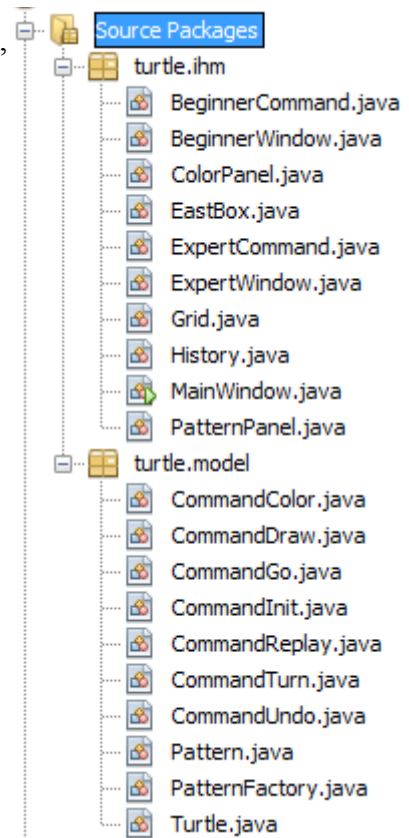 Source Packages
,
turtle.ihm
BeginnerCommand.java
BeginnerWindow.java
ColorPanel.java
EastBox.java
ExpertCommand.java
ExpertWindow.java
Grid.java
History.java
MainWindow.java
PatternPanel.java
turtle.model
CommandColor.java
CommandDraw.java
CommandGo.java
CommandInit.java
CommandReplay.java
CommandTurn.java
CommandUndo.java
Pattern.java
PatternFactory.java
Turtle.java